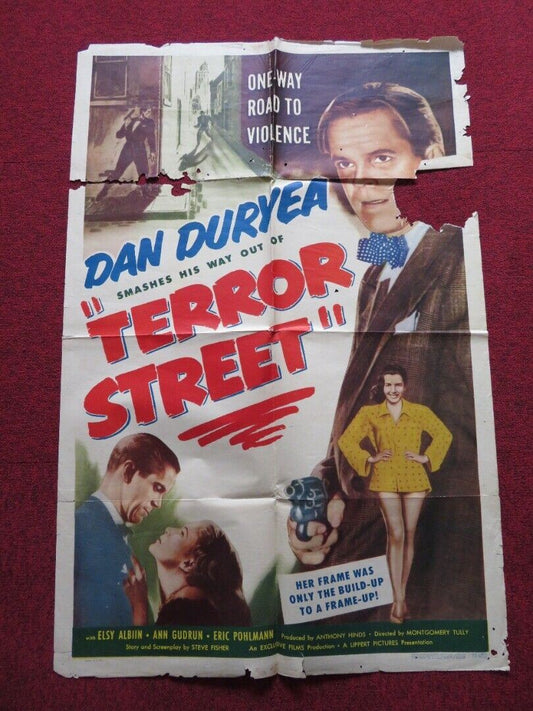 ONE-WAY
ROAD TO
VIOLENCE
DAN DURYEA
SMASHES HIS WAY OUT OF
"TERROR
STREET"
HER FRAME WAS
ONLY THE BUILD-UP
TO A FRAME-UP!
with ELSY ALBIIN · ANN GUDRUN · ERIC POHLMANN Produced by ANTHONY HINDS · Directed by MONTGOMERY TULLY
Story and Screenplay by STEVE FISHER An EXCLUSIVE FILMS Production · A LIPPERT PICTURES Presentation